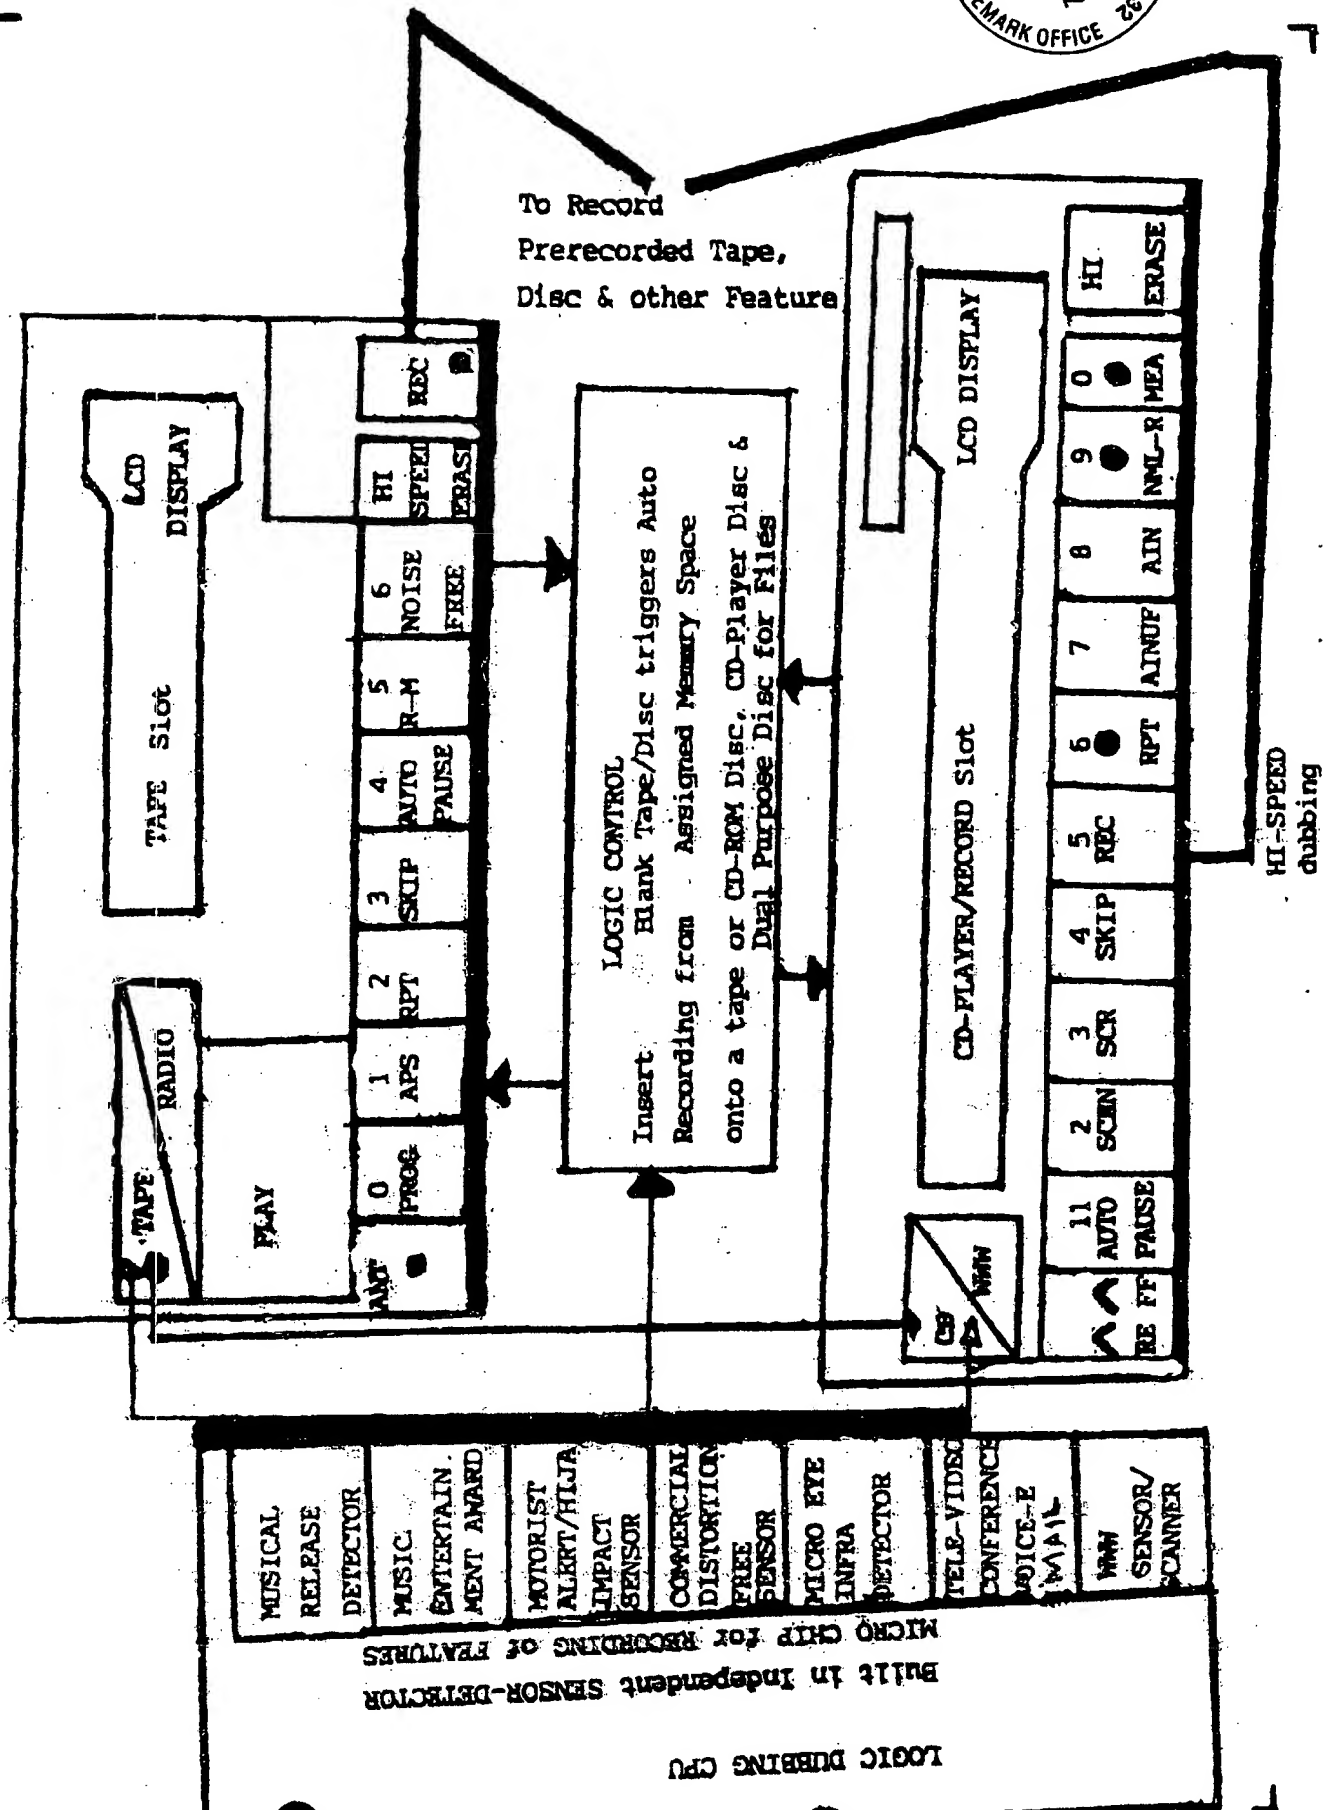 EMARK OFFICE
32
To Record
Prerecorded Tape,
Disc & other Feature
LCD
DISPLAY
TAPE Slot
TAPE
RADIO
PLAY
ANT
0
PROG
1
APS
2
RPT
3
SKIP
4
AUTO
PAUSE
5
R-M
6
NOISE
FREE
HI
SPEED
ERASE
REC
LOGIC CONTROL
Insert Blank Tape/Disc triggers Auto
Recording from Assigned Memory Space
onto a tape or CD-ROM Disc, CD-Player Disc &
Dual Purpose Disc for Files
LCD DISPLAY
CD-PLAYER/RECORD Slot
CD
WWW
RE FF
11
AUTO
PAUSE
2
SCHN
3
SCR
4
SKIP
5
REC
6
RPT
7
AINUF
8
AIN
9
NML-R
0
MEA
HI
ERASE
HI-SPEED
dubbing
MUSICAL
RELEASE
DETECTOR
MUSIC
ENTERTAIN.
MENT AWARD
MOTORIST
ALERT/HIJA
IMPACT
SENSOR
COMMERCIAL
DISTORTION
FREE
SENSOR
MICRO EYE
INFRA
DETECTOR
TELE-VIDEO
CONFERENCE
VOICE-E
MAIL
WWW
SENSOR/
SCANNER
LOGIC DUBBING CPU
Built in Independent SENSOR-DETECTOR
MICRO CHIP for RECORDING of FEATURES